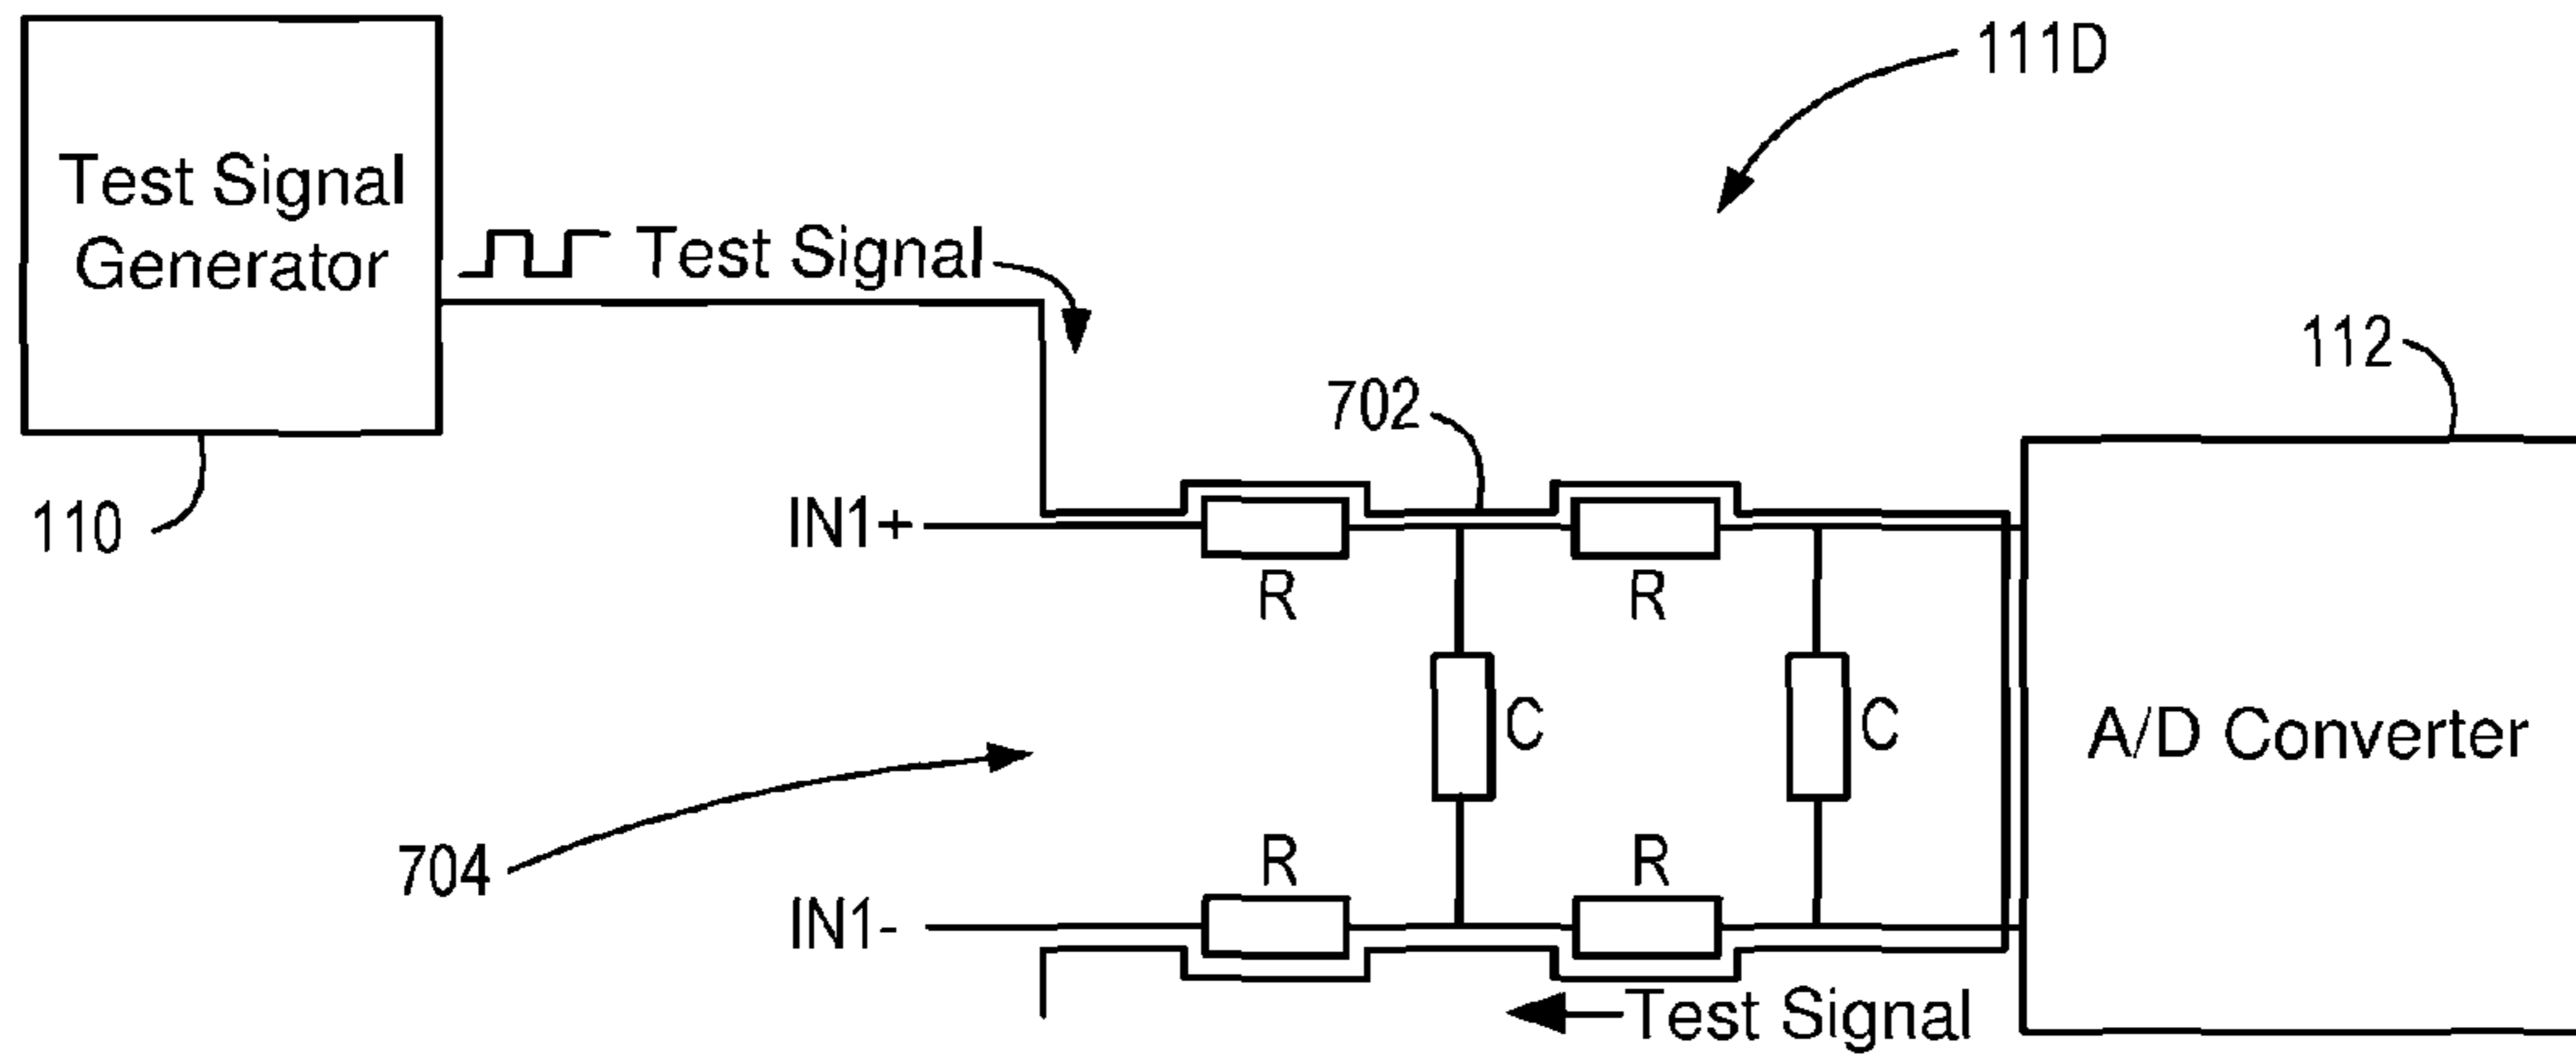 111D
Test Signal
Generator
Test Signal
112
702
110
IN1+
R
R
C
C
A/D Converter
704
R
R
IN1-
Test Signal